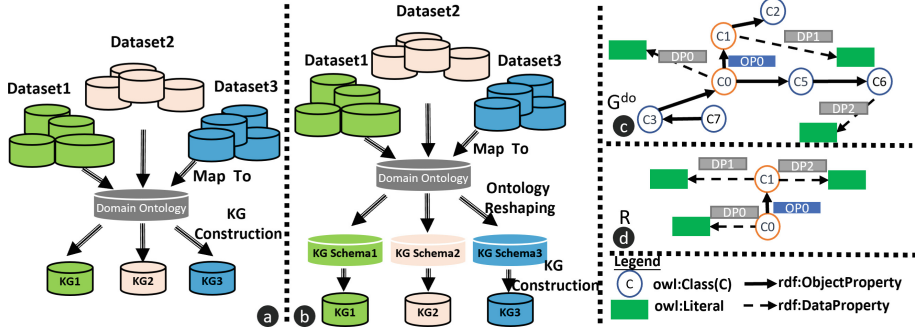 Dataset2
Dataset1
Dataset3
Map To
Domain Ontology
KG
Construction
KG1
KG2
KG3
a
Dataset2
Dataset1
Dataset3
Map To
Domain Ontology
Ontology
Reshaping
KG Schema1
KG Schema2
KG Schema3
KG
Construction
KG1
KG2
KG3
b
C2
C1
DP1
DP0
OP0
C0
C5
C6
G^do
C3
C7
DP2
c
DP1
C1
DP2
R
OP0
DP0
C0
d
Legend
C
owl:Class(C)
rdf:ObjectProperty
owl:Literal
rdf:DataProperty